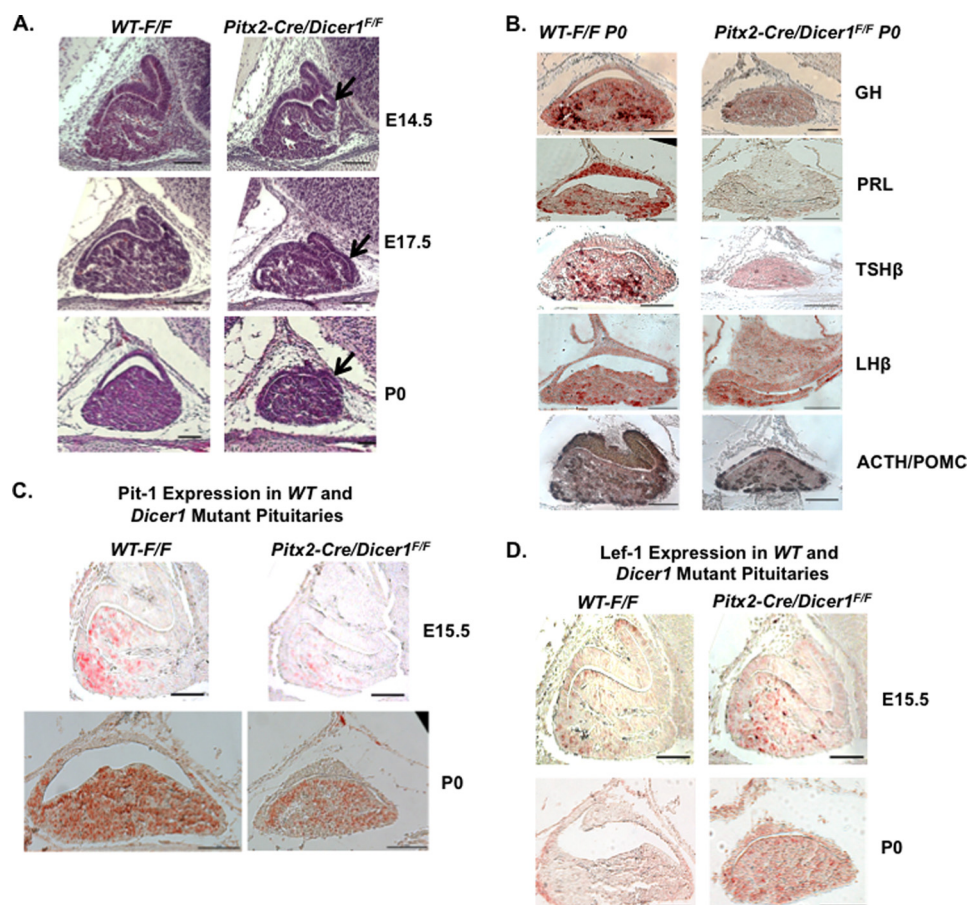 A.
WT-F/F Pitx2-Cre/Dicer1F/F
E14.5
E17.5
P0
B.
WT-F/F P0 Pitx2-Cre/Dicer1F/F P0
GH
PRL
TSHβ
LHβ
ACTH/POMC
C.
Pit-1 Expression in WT and
Dicer1 Mutant Pituitaries
WT-F/F Pitx2-Cre/Dicer1F/F
E15.5
P0
D.
Lef-1 Expression in WT and
Dicer1 Mutant Pituitaries
WT-F/F Pitx2-Cre/Dicer1F/F
E15.5
P0